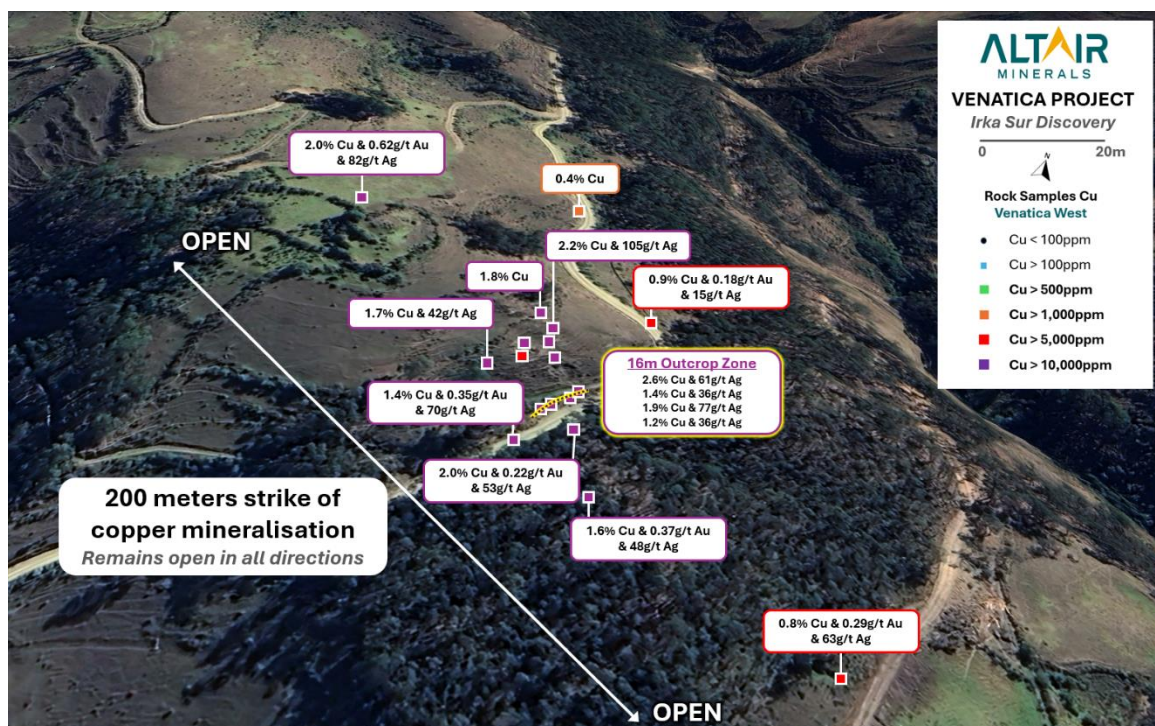 ALTAIR
MINERALS
VENATICA PROJECT
Irka Sur Discovery
0 20m
N
Rock Samples Cu
Venatica West
Cu < 100ppm
Cu > 100ppm
Cu > 500ppm
Cu > 1,000ppm
Cu > 5,000ppm
Cu > 10,000ppm
2.0% Cu & 0.62g/t Au
& 82g/t Ag
0.4% Cu
OPEN
2.2% Cu & 105g/t Ag
1.8% Cu
0.9% Cu & 0.18g/t Au
& 15g/t Ag
1.7% Cu & 42g/t Ag
16m Outcrop Zone
2.6% Cu & 61g/t Ag
1.4% Cu & 36g/t Ag
1.9% Cu & 77g/t Ag
1.2% Cu & 36g/t Ag
1.4% Cu & 0.35g/t Au
& 70g/t Ag
2.0% Cu & 0.22g/t Au
& 53g/t Ag
200 meters strike of
copper mineralisation
Remains open in all directions
1.6% Cu & 0.37g/t Au
& 48g/t Ag
0.8% Cu & 0.29g/t Au
& 63g/t Ag
OPEN